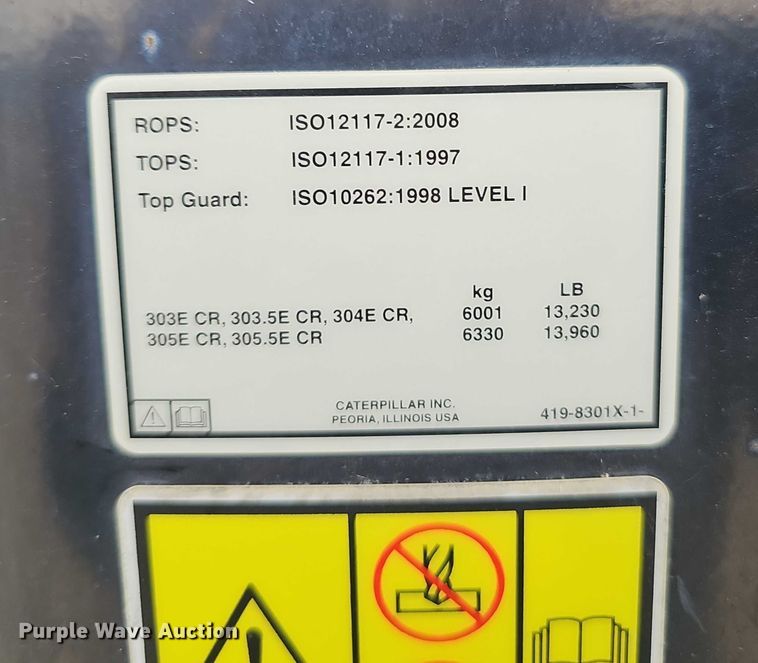 ROPS: ISO12117-2:2008
TOPS: ISO12117-1:1997
Top Guard: ISO10262:1998 LEVEL I
kg LB
303E CR, 303.5E CR, 304E CR, 6001 13,230
305E CR, 305.5E CR 6330 13,960
CATERPILLAR INC.
PEORIA, ILLINOIS USA 419-8301X-1-
Purple Wave Auction